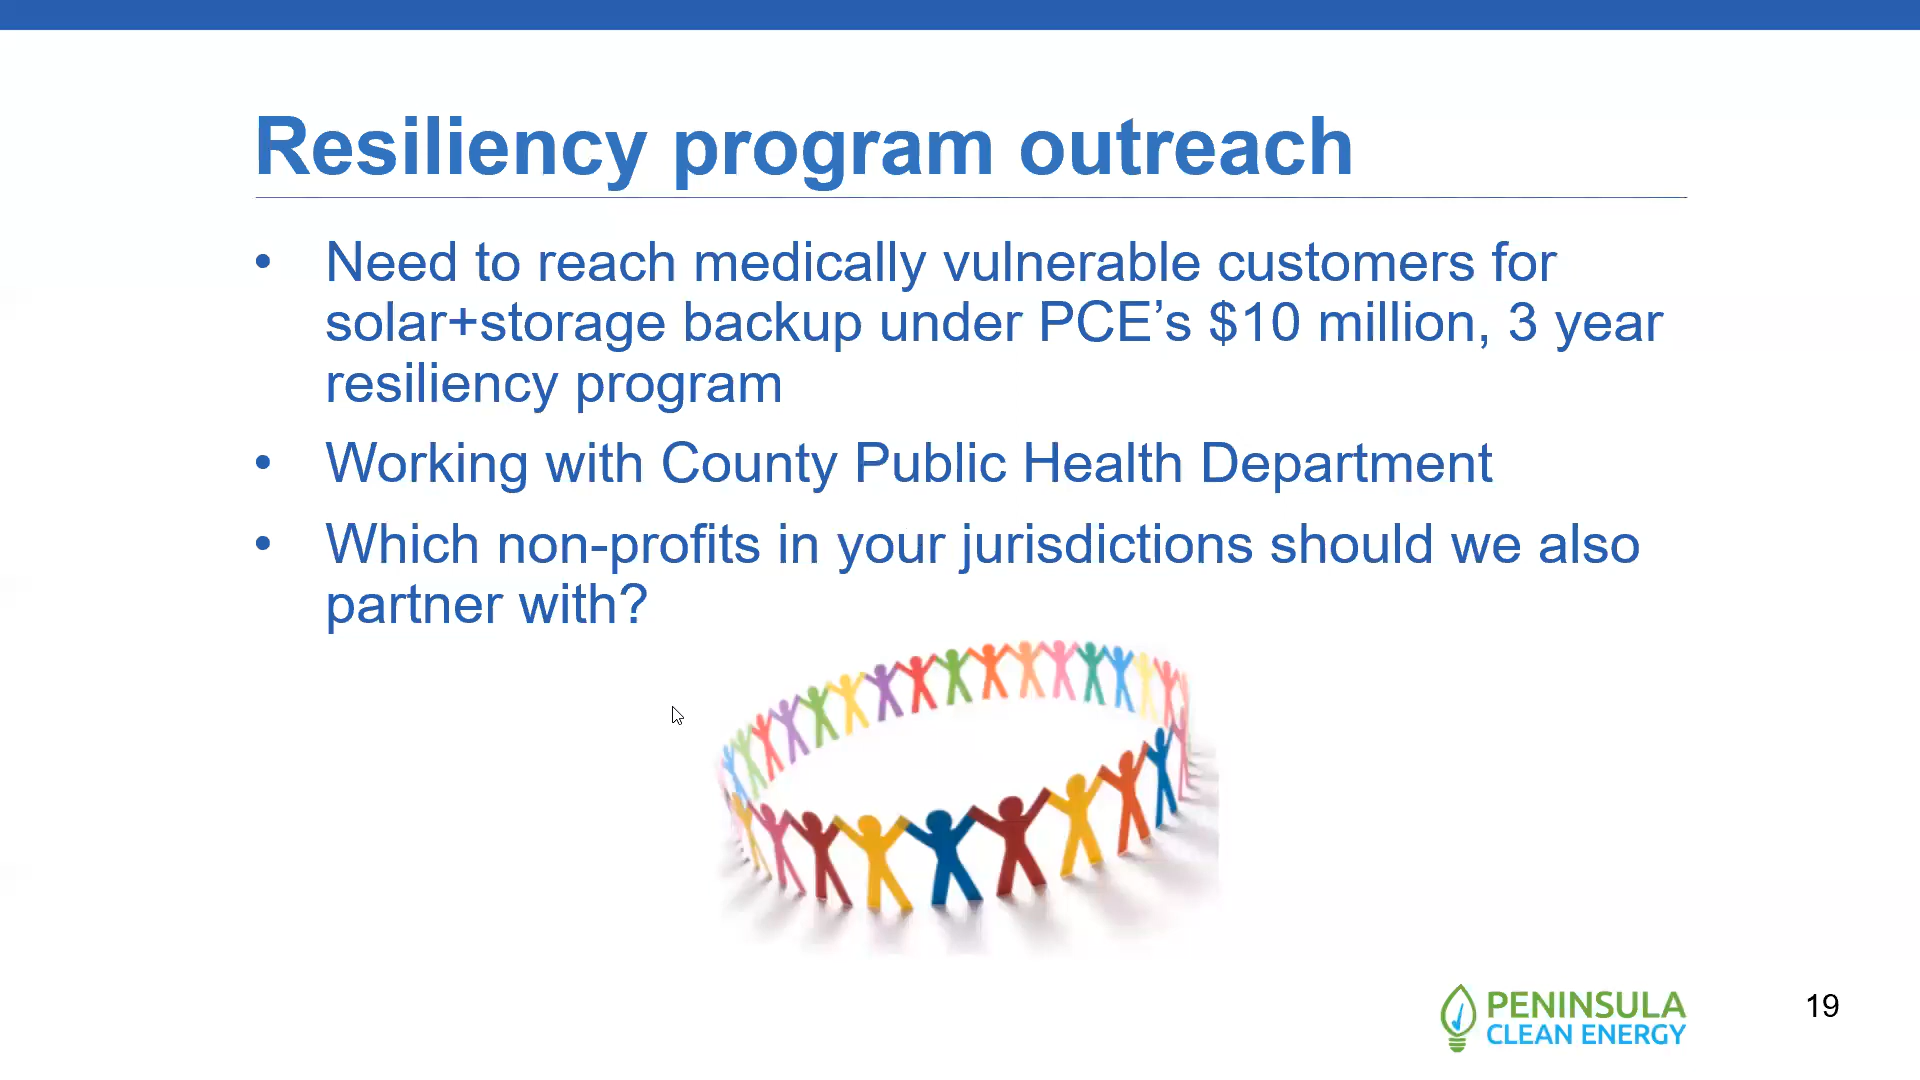 Resiliency program outreach
• Need to reach medically vulnerable customers for
solar+storage backup under PCE’s $10 million, 3 year
resiliency program
• Working with County Public Health Department
• Which non-profits in your jurisdictions should we also
partner with?
PENINSULA
CLEAN ENERGY
19